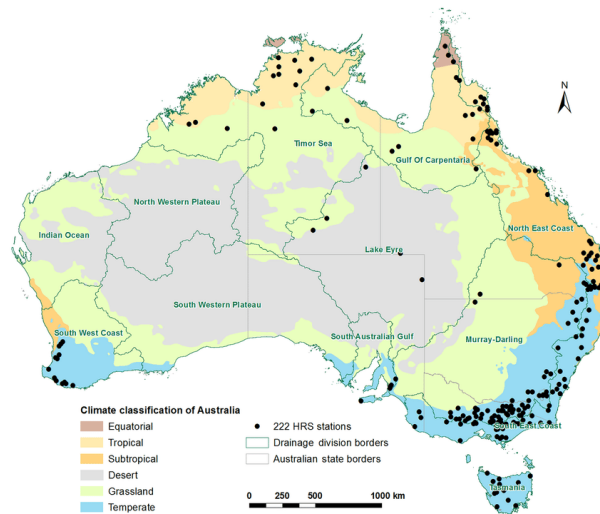 N
Timor Sea
Gulf Of Carpentaria
North Western Plateau
North East Coast
Indian Ocean
Lake Eyre
South Western Plateau
South West Coast
South Australian Gulf
Murray-Darling
South East Coast
Tasmania
Climate classification of Australia
Equatorial
Tropical
Subtropical
Desert
Grassland
Temperate
222 HRS stations
Drainage division borders
Australian state borders
0 250 500 1000 km